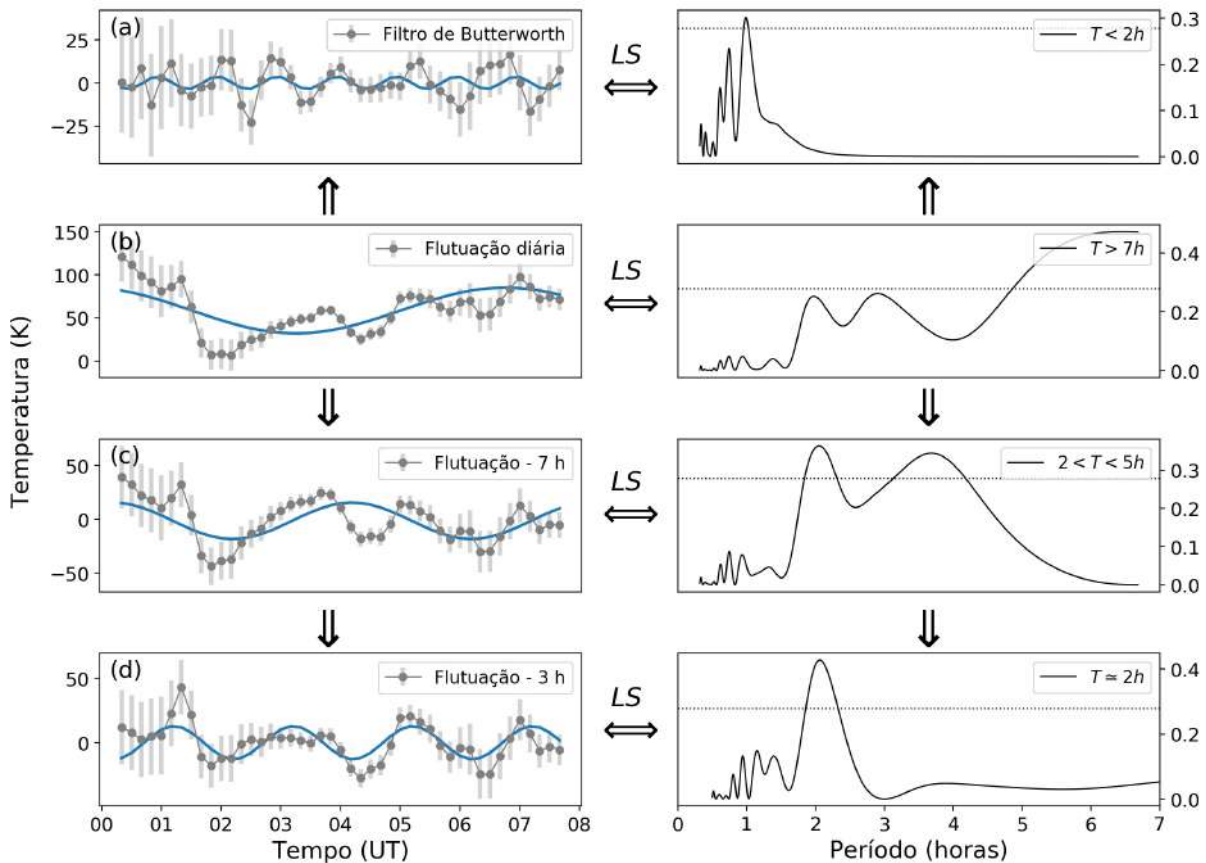 (a)
Filtro de Butterworth
25
0
−25
LS
⇔
T < 2h
0.3
0.2
0.1
0.0
⇑
⇑
(b)
Flutuação diária
150
100
50
0
LS
⇔
T > 7h
0.4
0.2
0.0
Temperatura (K)
⇓
⇓
(c)
Flutuação - 7 h
50
0
−50
LS
⇔
2 < T < 5h
0.3
0.2
0.1
0.0
⇓
⇓
(d)
Flutuação - 3 h
50
0
LS
⇔
T ≃ 2h
0.4
0.2
0.0
00 01 02 03 04 05 06 07 08
Tempo (UT)
0 1 2 3 4 5 6 7
Período (horas)